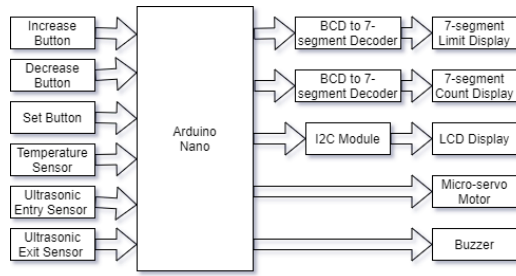 Increase
Button
Decrease
Button
Set Button
Temperature
Sensor
Ultrasonic
Entry Sensor
Ultrasonic
Exit Sensor
Arduino
Nano
BCD to 7-
segment Decoder
BCD to 7-
segment Decoder
I2C Module
7-segment
Limit Display
7-segment
Count Display
LCD Display
Micro-servo
Motor
Buzzer